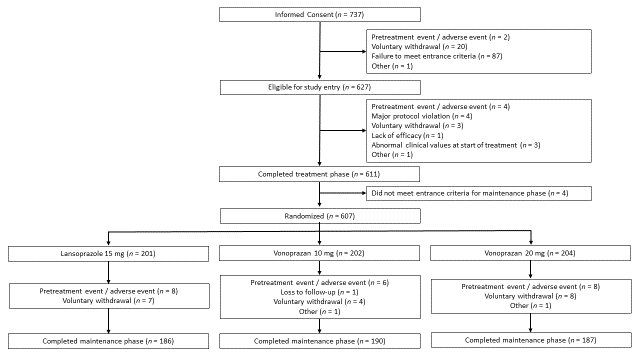 Informed Consent (n = 737)
Pretreatment event / adverse event (n = 2)
Voluntary withdrawal (n = 20)
Failure to meet entrance criteria (n = 87)
Other (n = 1)
Eligible for study entry (n = 627)
Pretreatment event / adverse event (n = 4)
Major protocol violation (n = 4)
Voluntary withdrawal (n = 3)
Lack of efficacy (n = 1)
Abnormal clinical values at start of treatment (n = 3)
Other (n = 1)
Completed treatment phase (n = 611)
Did not meet entrance criteria for maintenance phase (n = 4)
Randomized (n = 607)
Lansoprazole 15 mg (n = 201)
Vonoprazan 10 mg (n = 202)
Vonoprazan 20 mg (n = 204)
Pretreatment event / adverse event (n = 8)
Voluntary withdrawal (n = 7)
Pretreatment event / adverse event (n = 6)
Loss to follow-up (n = 1)
Voluntary withdrawal (n = 4)
Other (n = 1)
Pretreatment event / adverse event (n = 8)
Voluntary withdrawal (n = 8)
Other (n = 1)
Completed maintenance phase (n = 186)
Completed maintenance phase (n = 190)
Completed maintenance phase (n = 187)